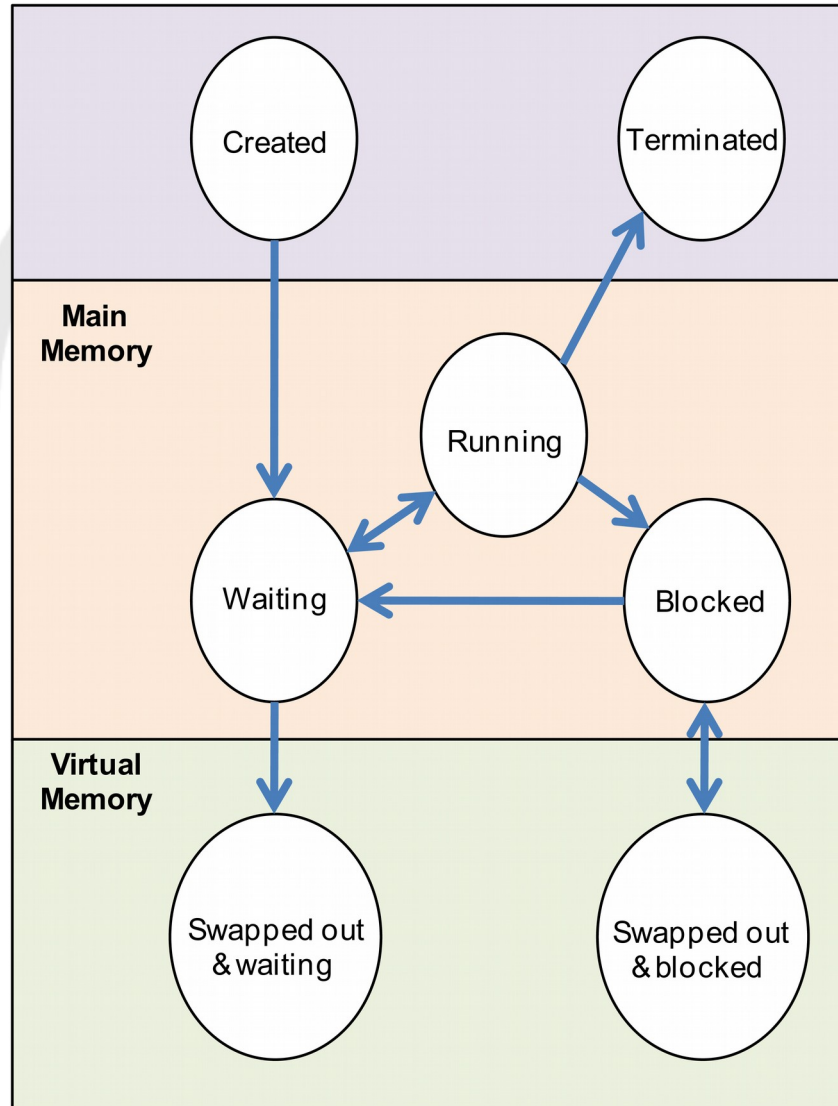 Created
Terminated
Main
Memory
Running
Waiting
Blocked
Virtual
Memory
Swapped out
& waiting
Swapped out
& blocked